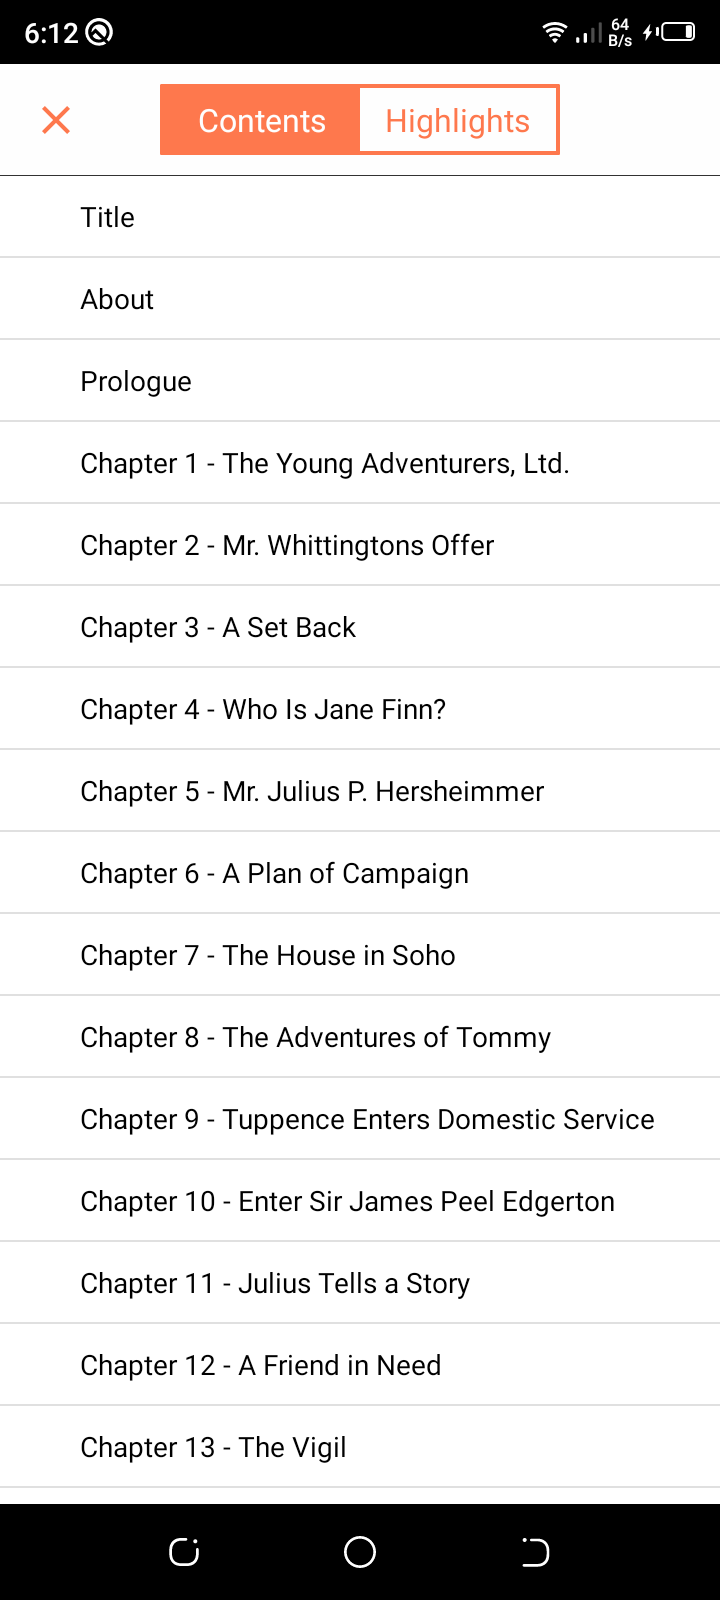 6:12
64
B/s
Contents
Highlights
Title
About
Prologue
Chapter 1 - The Young Adventurers, Ltd.
Chapter 2 - Mr. Whittingtons Offer
Chapter 3 - A Set Back
Chapter 4 - Who Is Jane Finn?
Chapter 5 - Mr. Julius P. Hersheimmer
Chapter 6 - A Plan of Campaign
Chapter 7 - The House in Soho
Chapter 8 - The Adventures of Tommy
Chapter 9 - Tuppence Enters Domestic Service
Chapter 10 - Enter Sir James Peel Edgerton
Chapter 11 - Julius Tells a Story
Chapter 12 - A Friend in Need
Chapter 13 - The Vigil